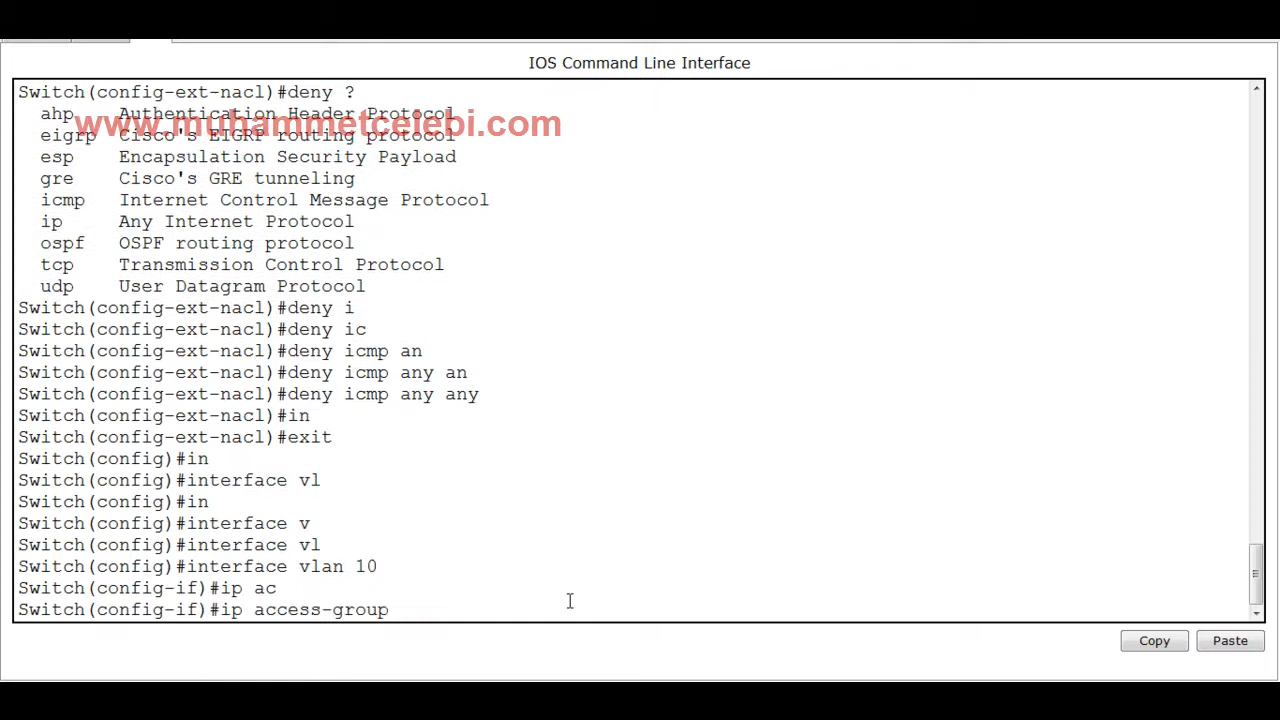 IOS Command Line Interface
Switch(config-ext-nacl)#deny ?
ahp Authentication Header Protocol
www.muhammetcelebi.com
eigrp Cisco's EIGRP routing protocol
esp Encapsulation Security Payload
gre Cisco's GRE tunneling
icmp Internet Control Message Protocol
ip Any Internet Protocol
ospf OSPF routing protocol
tcp Transmission Control Protocol
udp User Datagram Protocol
Switch(config-ext-nacl)#deny i
Switch(config-ext-nacl)#deny ic
Switch(config-ext-nacl)#deny icmp an
Switch(config-ext-nacl)#deny icmp any an
Switch(config-ext-nacl)#deny icmp any any
Switch(config-ext-nacl)#in
Switch(config-ext-nacl)#exit
Switch(config)#in
Switch(config)#interface vl
Switch(config)#in
Switch(config)#interface v
Switch(config)#interface vl
Switch(config)#interface vlan 10
Switch(config-if)#ip ac
Switch(config-if)#ip access-group
Copy Paste